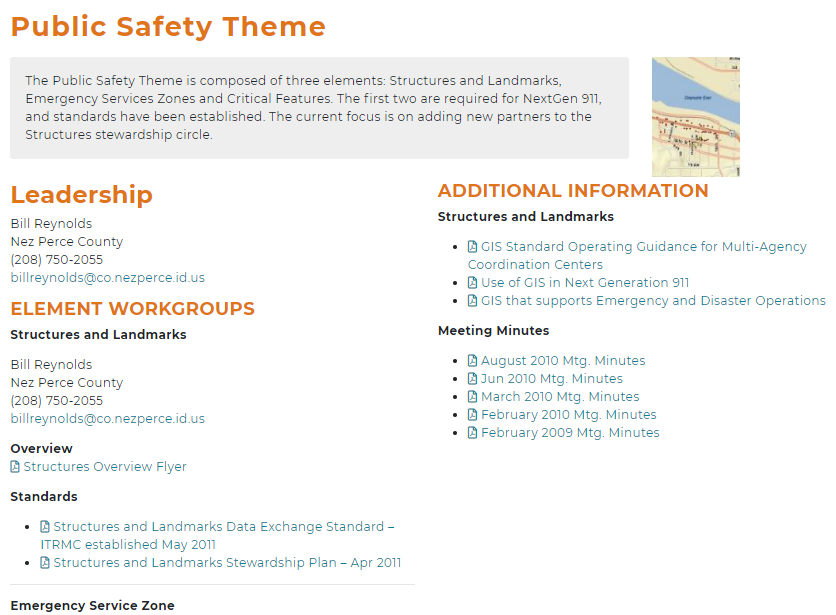 Public Safety Theme
The Public Safety Theme is composed of three elements: Structures and Landmarks,
Emergency Services Zones and Critical Features. The first two are required for NextGen 911,
and standards have been established. The current focus is on adding new partners to the
Structures stewardship circle.
Leadership
Bill Reynolds
Nez Perce County
(208) 750-2055
billreynolds@co.nezperce.id.us
ELEMENT WORKGROUPS
Structures and Landmarks
Bill Reynolds
Nez Perce County
(208) 750-2055
billreynolds@co.nezperce.id.us
Overview
Structures Overview Flyer
Standards
Structures and Landmarks Data Exchange Standard –
ITRMC established May 2011
Structures and Landmarks Stewardship Plan – Apr 2011
Emergency Service Zone
ADDITIONAL INFORMATION
Structures and Landmarks
GIS Standard Operating Guidance for Multi-Agency
Coordination Centers
Use of GIS in Next Generation 911
GIS that supports Emergency and Disaster Operations
Meeting Minutes
August 2010 Mtg. Minutes
Jun 2010 Mtg. Minutes
March 2010 Mtg. Minutes
February 2010 Mtg. Minutes
February 2009 Mtg. Minutes